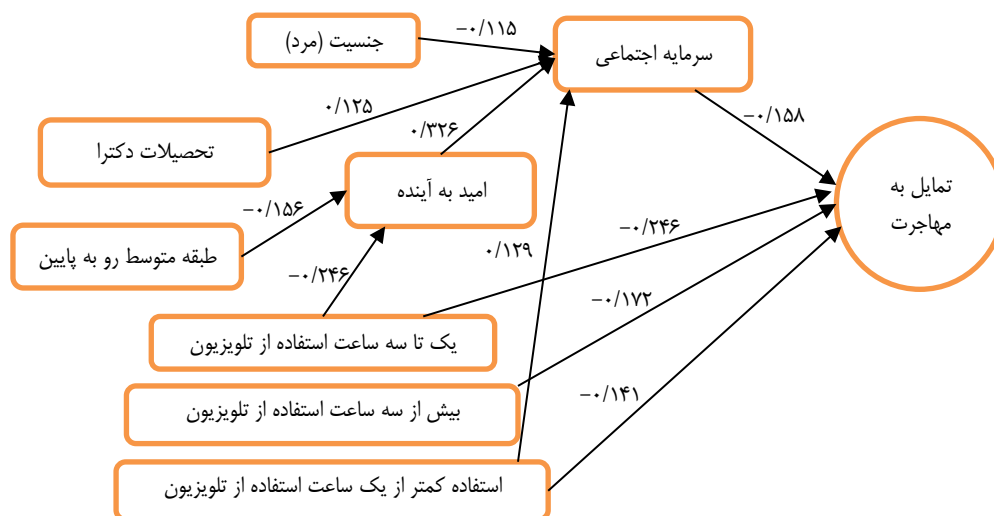 جنسیت (مرد)
−۰/۱۱۵
سرمایه اجتماعی
۰/۱۲۵
−۰/۱۵۸
تحصیلات دکترا
۰/۳۲۶
امید به آینده
تمایل به
مهاجرت
−۰/۱۵۶
طبقه متوسط رو به پایین
−۰/۲۴۶
۰/۱۲۹
−۰/۲۴۶
−۰/۱۷۲
یک تا سه ساعت استفاده از تلویزیون
−۰/۱۴۱
بیش از سه ساعت استفاده از تلویزیون
استفاده کمتر از یک ساعت استفاده از تلویزیون